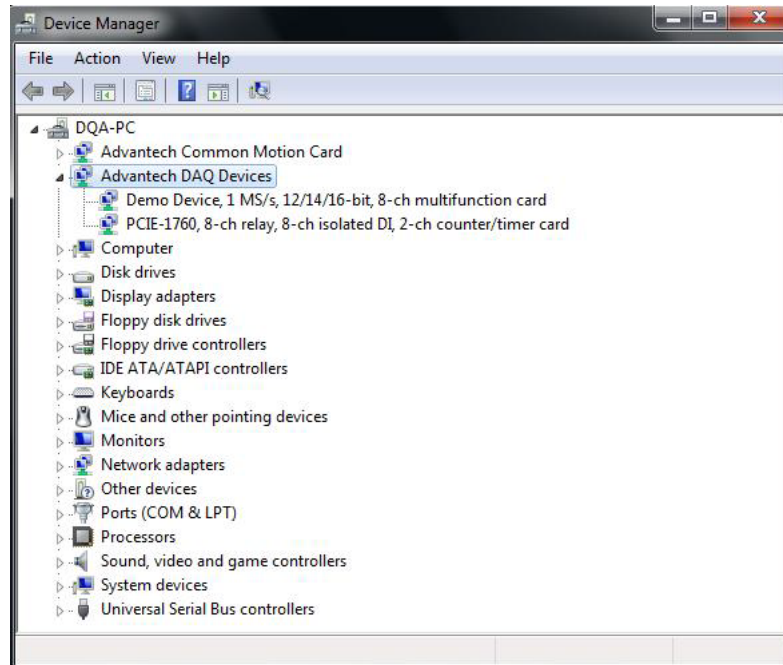 Device Manager
File Action View Help
DQA-PC
Advantech Common Motion Card
Advantech DAQ Devices
Demo Device, 1 MS/s, 12/14/16-bit, 8-ch multifunction card
PCIE-1760, 8-ch relay, 8-ch isolated DI, 2-ch counter/timer card
Computer
Disk drives
Display adapters
Floppy disk drives
Floppy drive controllers
IDE ATA/ATAPI controllers
Keyboards
Mice and other pointing devices
Monitors
Network adapters
Other devices
Ports (COM & LPT)
Processors
Sound, video and game controllers
System devices
Universal Serial Bus controllers